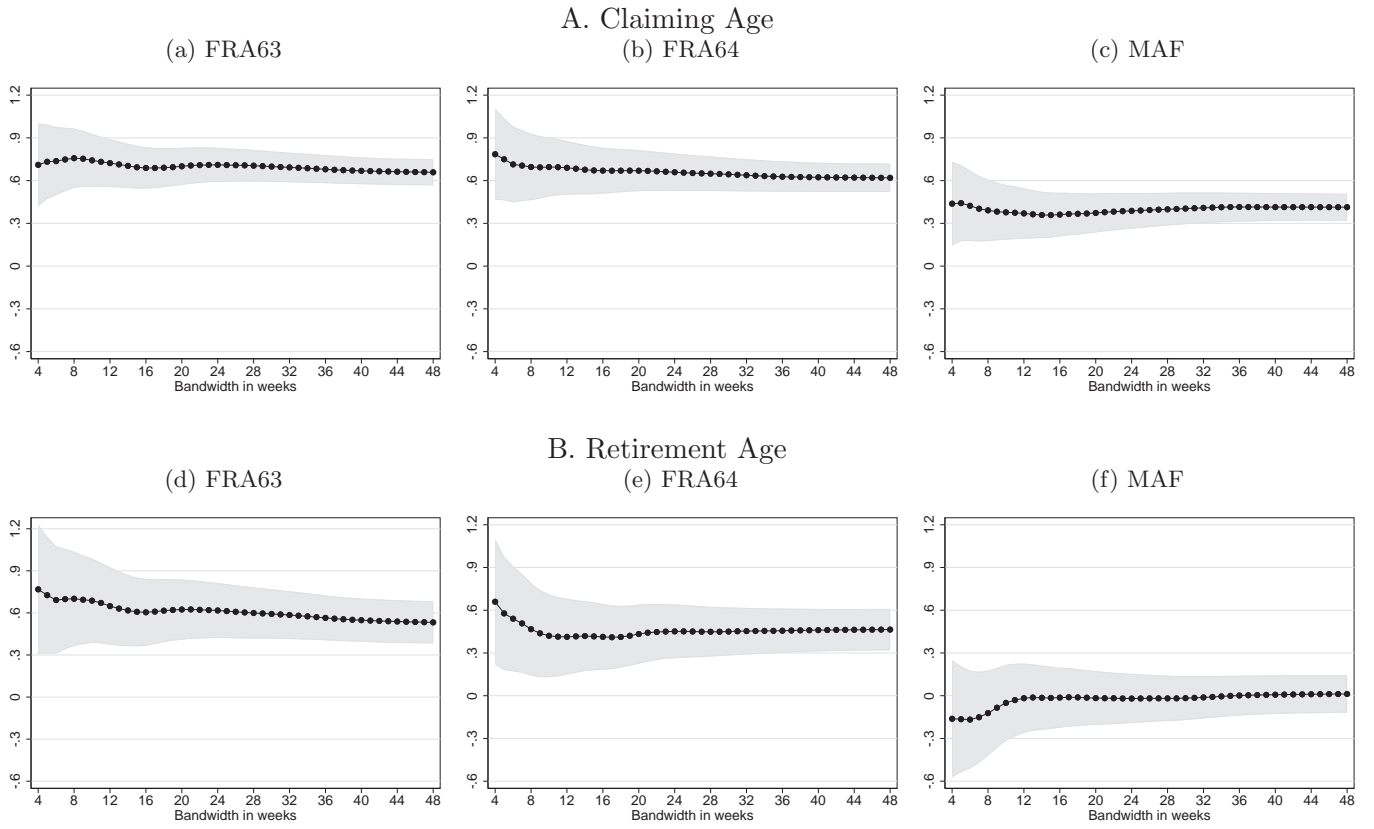 A. Claiming Age
(a) FRA63
(b) FRA64
(c) MAF
1.2
.9
.6
.3
0
-.3
-.6
4 8 12 16 20 24 28 32 36 40 44 48
Bandwidth in weeks
1.2
.9
.6
.3
0
-.3
-.6
4 8 12 16 20 24 28 32 36 40 44 48
Bandwidth in weeks
1.2
.9
.6
.3
0
-.3
-.6
4 8 12 16 20 24 28 32 36 40 44 48
Bandwidth in weeks
B. Retirement Age
(d) FRA63
(e) FRA64
(f) MAF
1.2
.9
.6
.3
0
-.3
-.6
4 8 12 16 20 24 28 32 36 40 44 48
Bandwidth in weeks
1.2
.9
.6
.3
0
-.3
-.6
4 8 12 16 20 24 28 32 36 40 44 48
Bandwidth in weeks
1.2
.9
.6
.3
0
-.3
-.6
4 8 12 16 20 24 28 32 36 40 44 48
Bandwidth in weeks